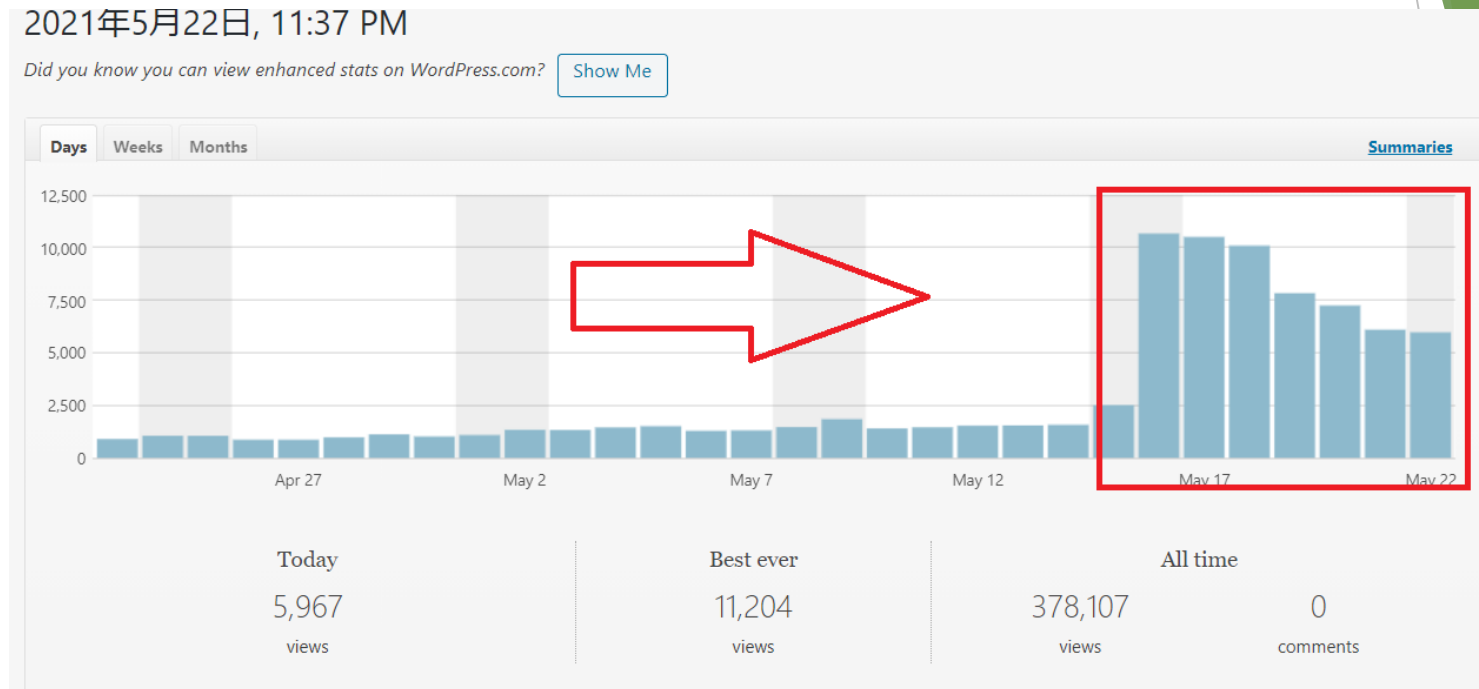 2021年5月22日, 11:37 PM
Did you know you can view enhanced stats on WordPress.com? Show Me
Days Weeks Months Summaries
12,500
10,000
7,500
5,000
2,500
0
Apr 27 May 2 May 7 May 12 May 17 May 22
Today Best ever All time
5,967 11,204 378,107 0
views views views comments